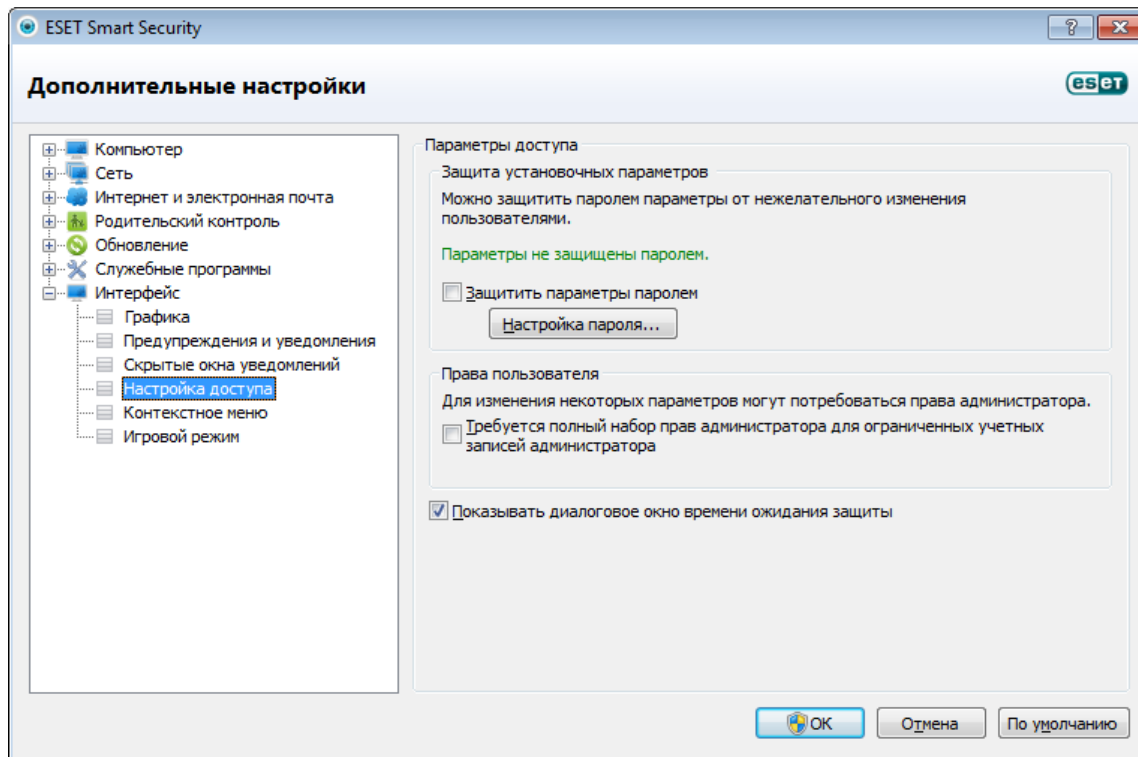 ESET Smart Security
Дополнительные настройки
eseT
Компьютер
Сеть
Интернет и электронная почта
Родительский контроль
Обновление
Служебные программы
Интерфейс
Графика
Предупреждения и уведомления
Скрытые окна уведомлений
Настройка доступа
Контекстное меню
Игровой режим
Параметры доступа
Защита установочных параметров
Можно защитить паролем параметры от нежелательного изменения
пользователями.
Параметры не защищены паролем.
Защитить параметры паролем
Настройка пароля...
Права пользователя
Для изменения некоторых параметров могут потребоваться права администратора.
Требуется полный набор прав администратора для ограниченных учетных
записей администратора
Показывать диалоговое окно времени ожидания защиты
OK
Отмена
По умолчанию